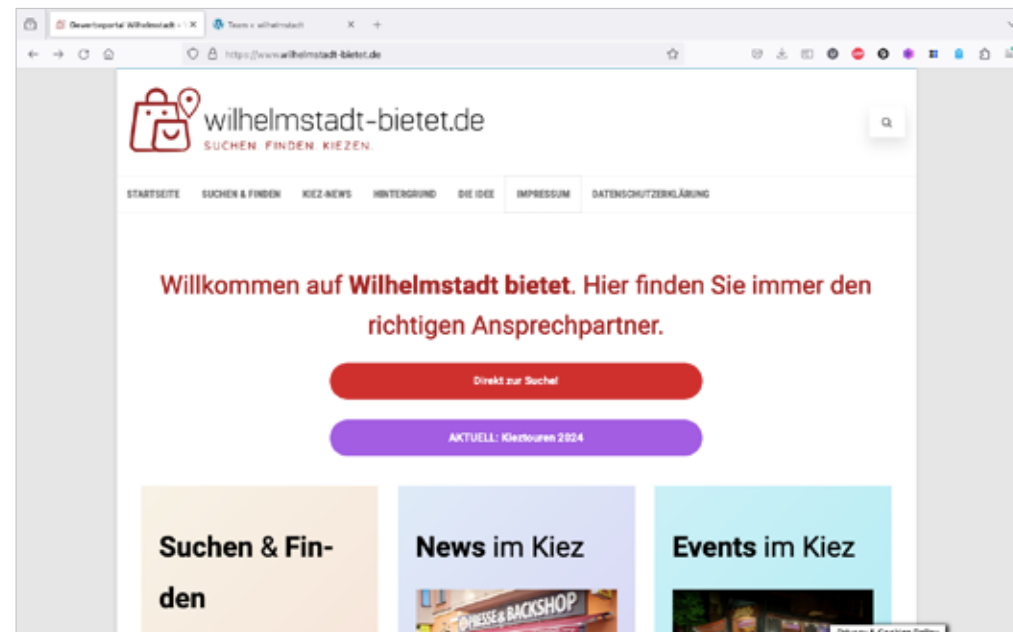 Gewerbeportal Wilhelmstadt -
Team « wilhelmstadt
https://www.wilhelmstadt-bietet.de
wilhelmstadt-bietet.de
SUCHEN. FINDEN. KIEZEN.
STARTSEITE SUCHEN & FINDEN KIEZ-NEWS HINTERGRUND DIE IDEE IMPRESSUM DATENSCHUTZERKLÄRUNG
Willkommen auf Wilhelmstadt bietet. Hier finden Sie immer den
richtigen Ansprechpartner.
Direkt zur Suche!
AKTUELL: Kieztouren 2024
Suchen & Fin-
den
News im Kiez
PRESSE & BACKSHOP
Events im Kiez
Privacy & Cookies Policy